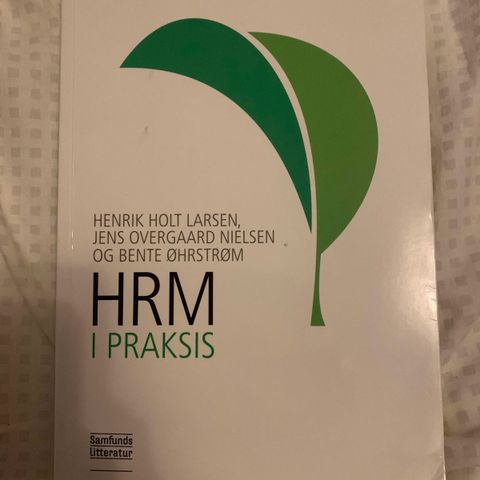 HENRIK HOLT LARSEN,
JENS OVERGAARD NIELSEN
OG BENTE ØHRSTRØM
HRM
I PRAKSIS
Samfunds
litteratur